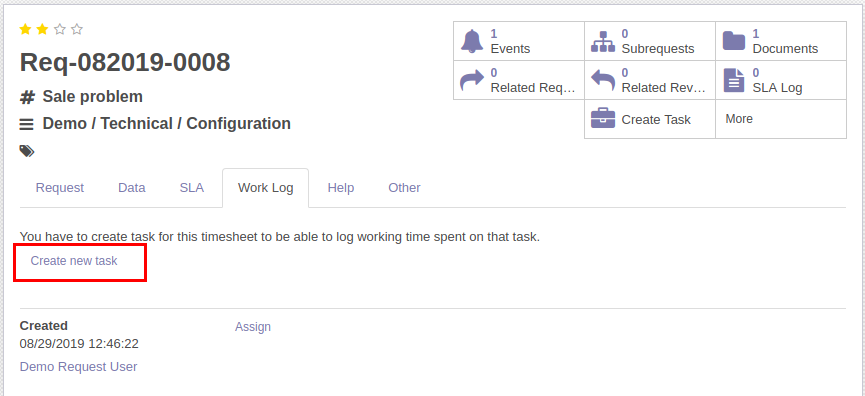 Req-082019-0008
# Sale problem
Demo / Technical / Configuration
1
Events
0
Subrequests
1
Documents
0
Related Req...
0
Related Rev...
0
SLA Log
Create Task
More
Request Data SLA Work Log Help Other
You have to create task for this timesheet to be able to log working time spent on that task.
Create new task
Created
08/29/2019 12:46:22
Demo Request User
Assign